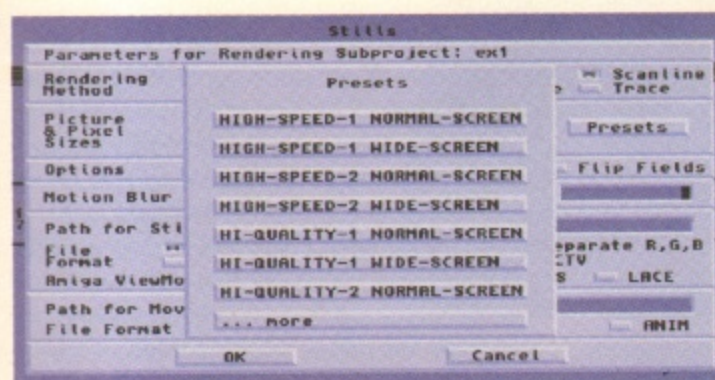 Stills
Parameters for Rendering Subproject: ex1
Rendering Method
Scanline
Trace
Picture & Pixel Sizes
Presets
Options
Flip Fields
Motion Blur
Path for Sti
File Format
eparate R,G,B
CTV
Amiga ViewMo
S LACE
Path for Mov
File Format
ANIM
Presets
HIGH-SPEED-1 NORMAL-SCREEN
HIGH-SPEED-1 WIDE-SCREEN
HIGH-SPEED-2 NORMAL-SCREEN
HIGH-SPEED-2 WIDE-SCREEN
HI-QUALITY-1 NORMAL-SCREEN
HI-QUALITY-1 WIDE-SCREEN
HI-QUALITY-2 NORMAL-SCREEN
... more
OK Cancel